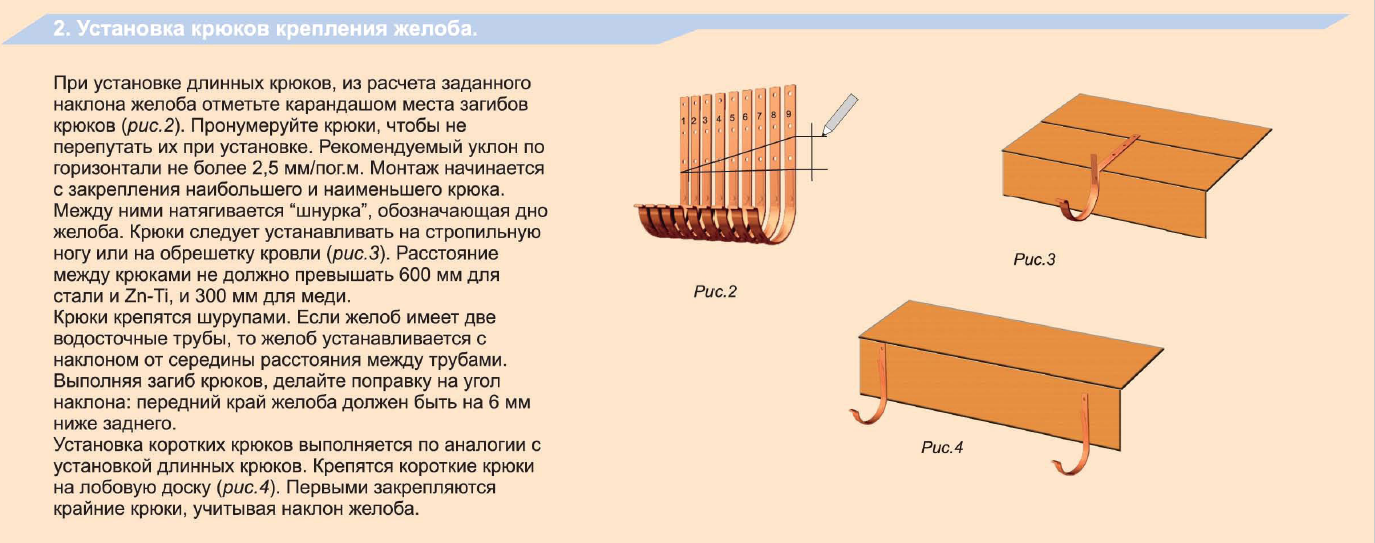 2. Установка крюков крепления желоба.
При установке длинных крюков, из расчета заданного
наклона желоба отметьте карандашом места загибов
крюков (рис.2). Пронумеруйте крюки, чтобы не
перепутать их при установке. Рекомендуемый уклон по
горизонтали не более 2,5 мм/пог.м. Монтаж начинается
с закрепления наибольшего и наименьшего крюка.
Между ними натягивается “шнурка”, обозначающая дно
желоба. Крюки следует устанавливать на стропильную
ногу или на обрешетку кровли (рис.3). Расстояние
между крюками не должно превышать 600 мм для
стали и Zn-Ti, и 300 мм для меди.
Крюки крепятся шурупами. Если желоб имеет две
водосточные трубы, то желоб устанавливается с
наклоном от середины расстояния между трубами.
Выполняя загиб крюков, делайте поправку на угол
наклона: передний край желоба должен быть на 6 мм
ниже заднего.
Установка коротких крюков выполняется по аналогии с
установкой длинных крюков. Крепятся короткие крюки
на лобовую доску (рис.4). Первыми закрепляются
крайние крюки, учитывая наклон желоба.
1 2 3 4 5 6 7 8 9
Рис.2
Рис.3
Рис.4